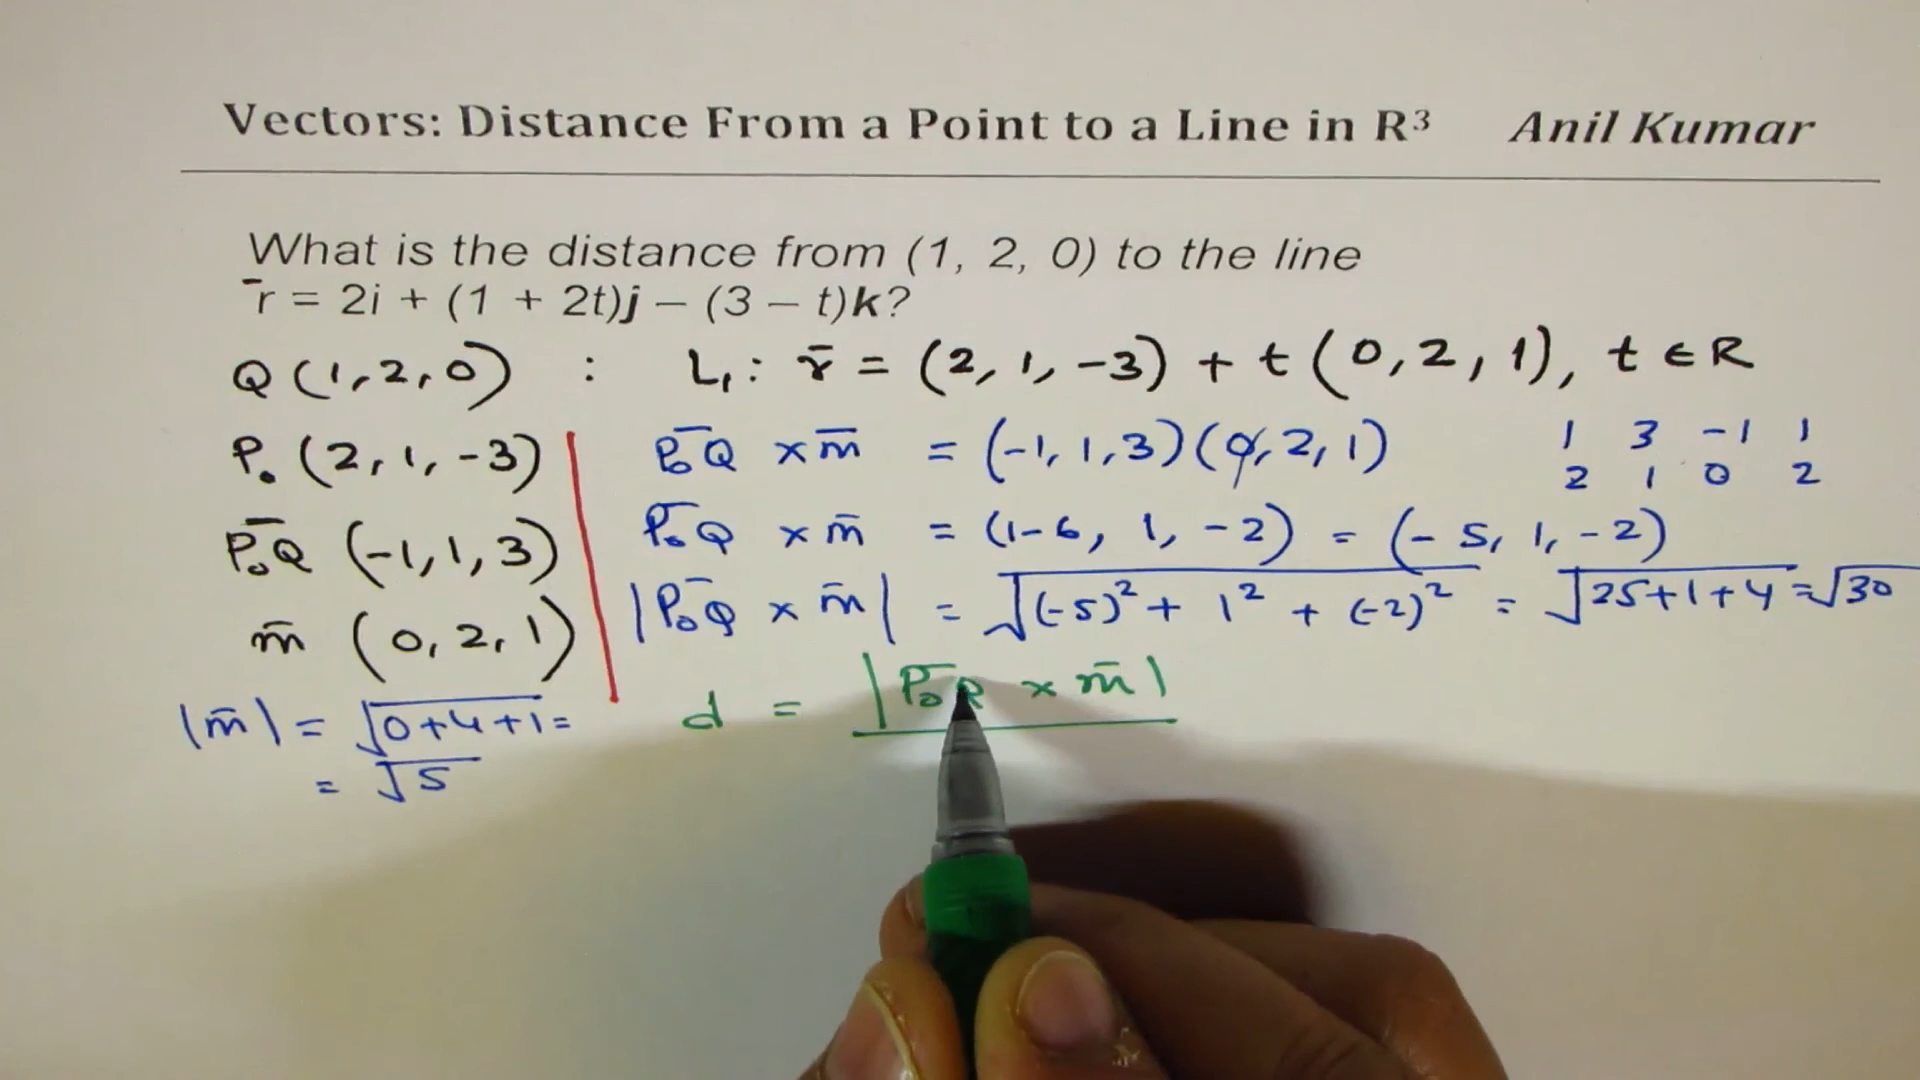 Vectors: Distance From a Point to a Line in R³ Anil Kumar
What is the distance from (1, 2, 0) to the line
r̄ = 2i + (1 + 2t)j – (3 – t)k?
Q (1, 2, 0) : L₁ : r̄ = (2, 1, -3) + t (0, 2, 1), t ∈ R
P₀ (2, 1, -3)
P₀Q̄ (-1, 1, 3)
m̄ (0, 2, 1)
|m̄| = √0+4+1 =
= √5
P₀Q̄ × m̄ = (-1, 1, 3)(0, 2, 1)
1 3 -1 1
2 1 0 2
P₀Q̄ × m̄ = (1-6, 1, -2) = (-5, 1, -2)
|P₀Q̄ × m̄| = √(-5)² + 1² + (-2)² = √25+1+4 = √30
d = |P₀Q̄ × m̄|